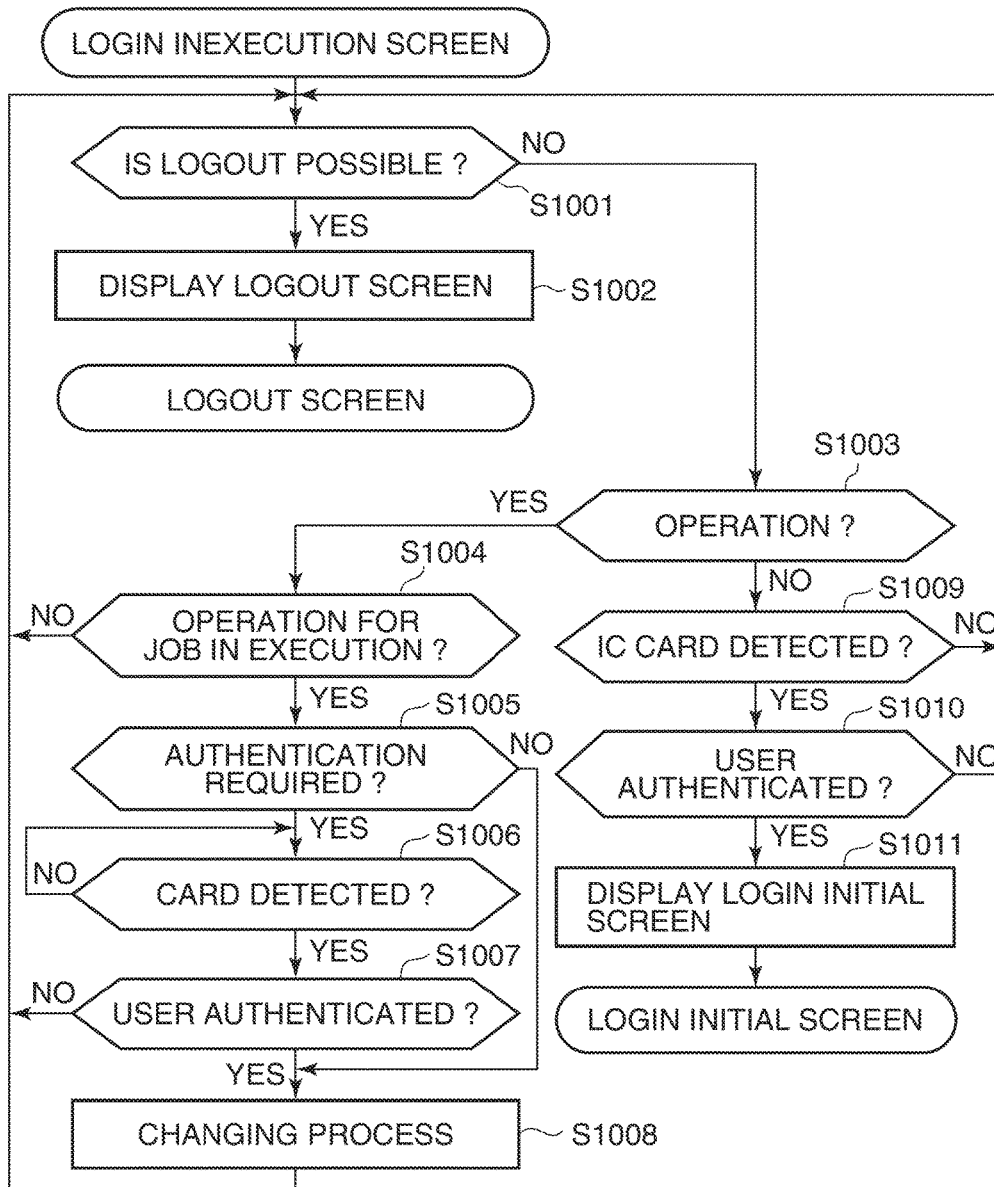 LOGIN INEXECUTION SCREEN
IS LOGOUT POSSIBLE ?
NO
S1001
YES
DISPLAY LOGOUT SCREEN
S1002
LOGOUT SCREEN
S1003
YES
OPERATION ?
S1004
NO
S1009
NO
OPERATION FOR
JOB IN EXECUTION ?
IC CARD DETECTED ?
NO
YES
S1005
YES
S1010
AUTHENTICATION
REQUIRED ?
NO
USER
AUTHENTICATED ?
NO
YES
S1006
YES
S1011
NO
CARD DETECTED ?
DISPLAY LOGIN INITIAL
SCREEN
YES
S1007
NO
USER AUTHENTICATED ?
LOGIN INITIAL SCREEN
YES
CHANGING PROCESS
S1008